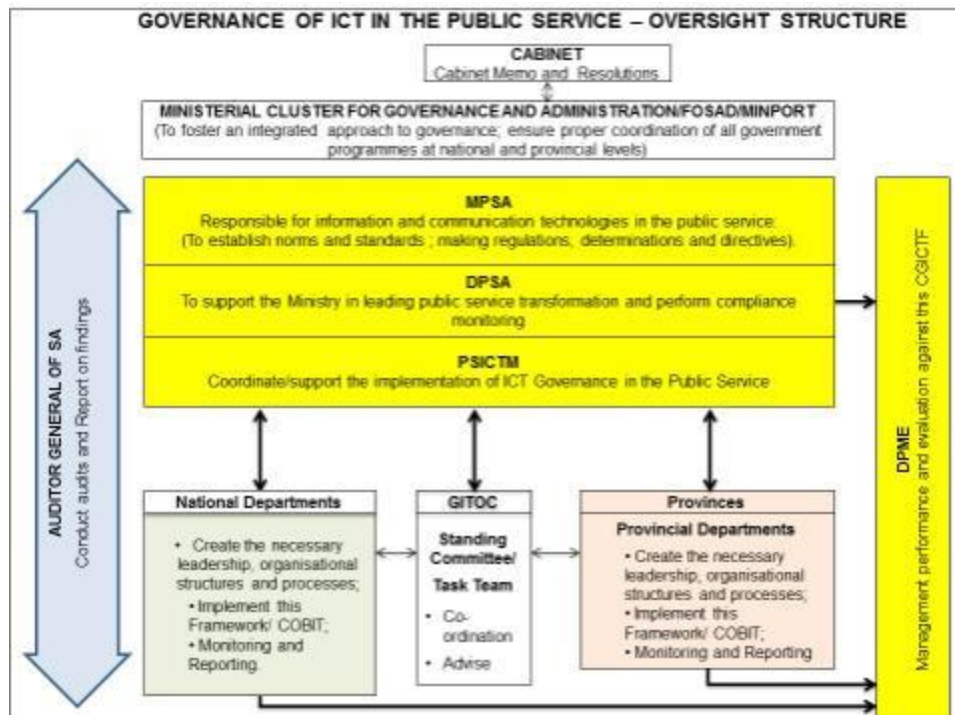 GOVERNANCE OF ICT IN THE PUBLIC SERVICE – OVERSIGHT STRUCTURE
CABINET
Cabinet Memo and Resolutions
MINISTERIAL CLUSTER FOR GOVERNANCE AND ADMINISTRATION/FOSAD/MINPORT
(To foster an integrated approach to governance; ensure proper coordination of all government
programmes at national and provincial levels)
AUDITOR GENERAL OF SA
Conduct audits and Report on findings
MPSA
Responsible for information and communication technologies in the public service.
(To establish norms and standards ; making regulations, determinations and directives).
DPSA
To support the Ministry in leading public service transformation and perform compliance
monitoring
PSICTM
Coordinate/support the implementation of ICT Governance in the Public Service
DPME
Management performance and evaluation against this CGICTF
National Departments
• Create the necessary
leadership, organisational
structures and processes;
• Implement this
Framework/ COBIT;
• Monitoring and
Reporting
GITOC
Standing
Committee/
Task Team
• Co-
ordination
• Advise
Provinces
Provincial Departments
• Create the necessary
leadership, organisational
structures and processes;
• Implement this
Framework/ COBIT;
• Monitoring and Reporting